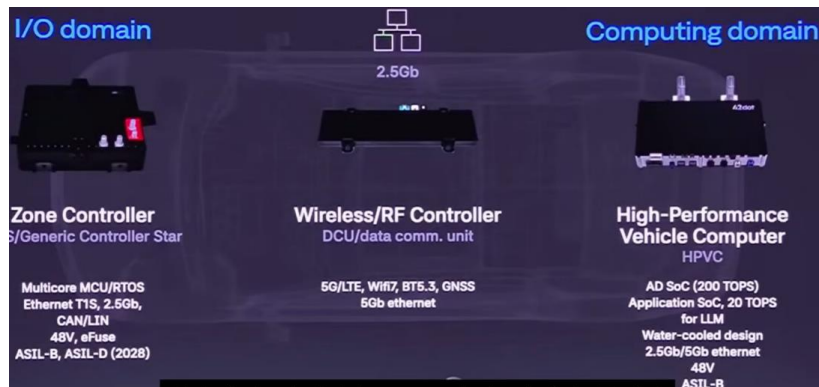 I/O domain
Computing domain
2.5Gb
Zone Controller
S/Generic Controller Star
Multicore MCU/RTOS
Ethernet T1S, 2.5Gb,
CAN/LIN
48V, eFuse
ASIL-B, ASIL-D (2028)
Wireless/RF Controller
DCU/data comm. unit
5G/LTE, Wifi7, BT5.3, GNSS
5Gb ethernet
High-Performance
Vehicle Computer
HPVC
AD SoC (200 TOPS)
Application SoC, 20 TOPS
for LLM
Water-cooled design
2.5Gb/5Gb ethernet
48V
ASIL-B